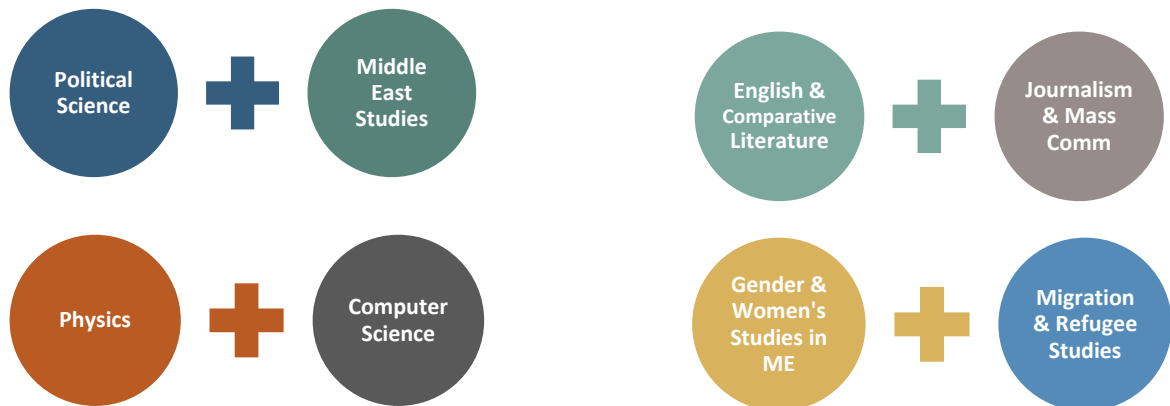 Political
Science
Middle
East
Studies
English &
Comparative
Literature
Journalism
& Mass
Comm
Physics
Computer
Science
Gender &
Women's
Studies in
ME
Migration
& Refugee
Studies